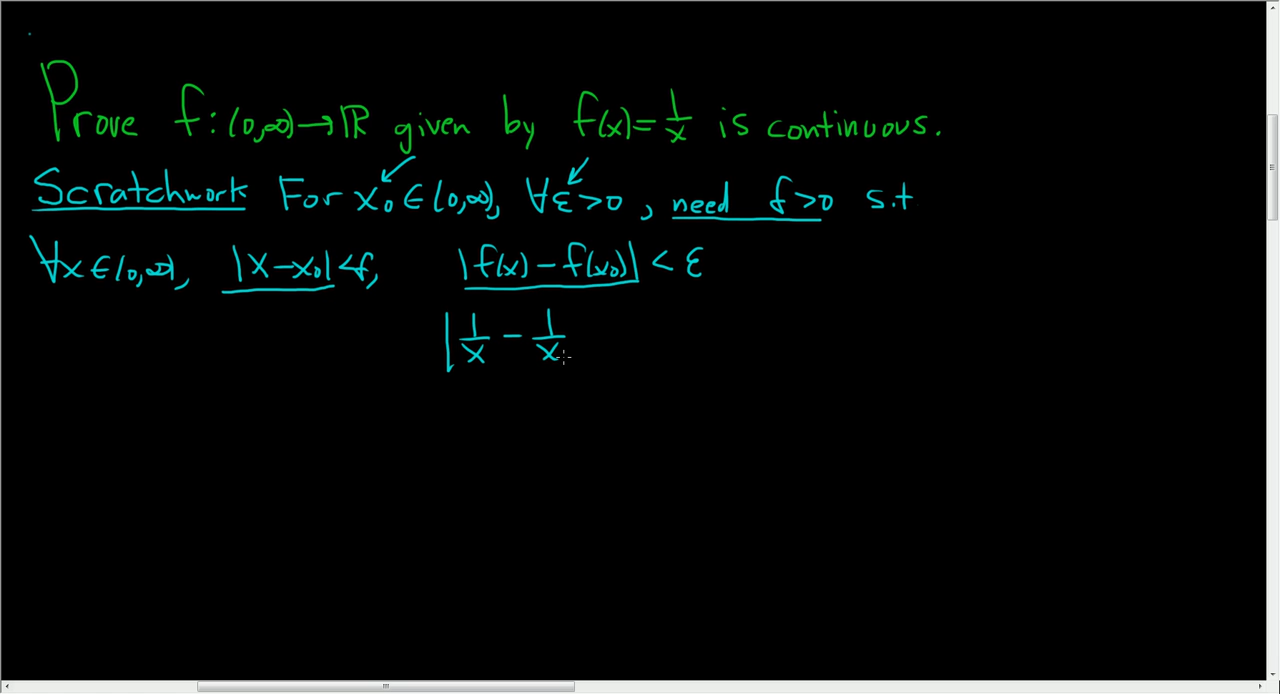 Prove f:(0,∞)→ℝ given by f(x)=1/x is continuous.
Scratchwork For x₀∈(0,∞), ∀ε>0, need δ>0 s.t
∀x∈(0,∞), |x-x₀|<δ, |f(x)-f(x₀)|<ε
|1/x - 1/x